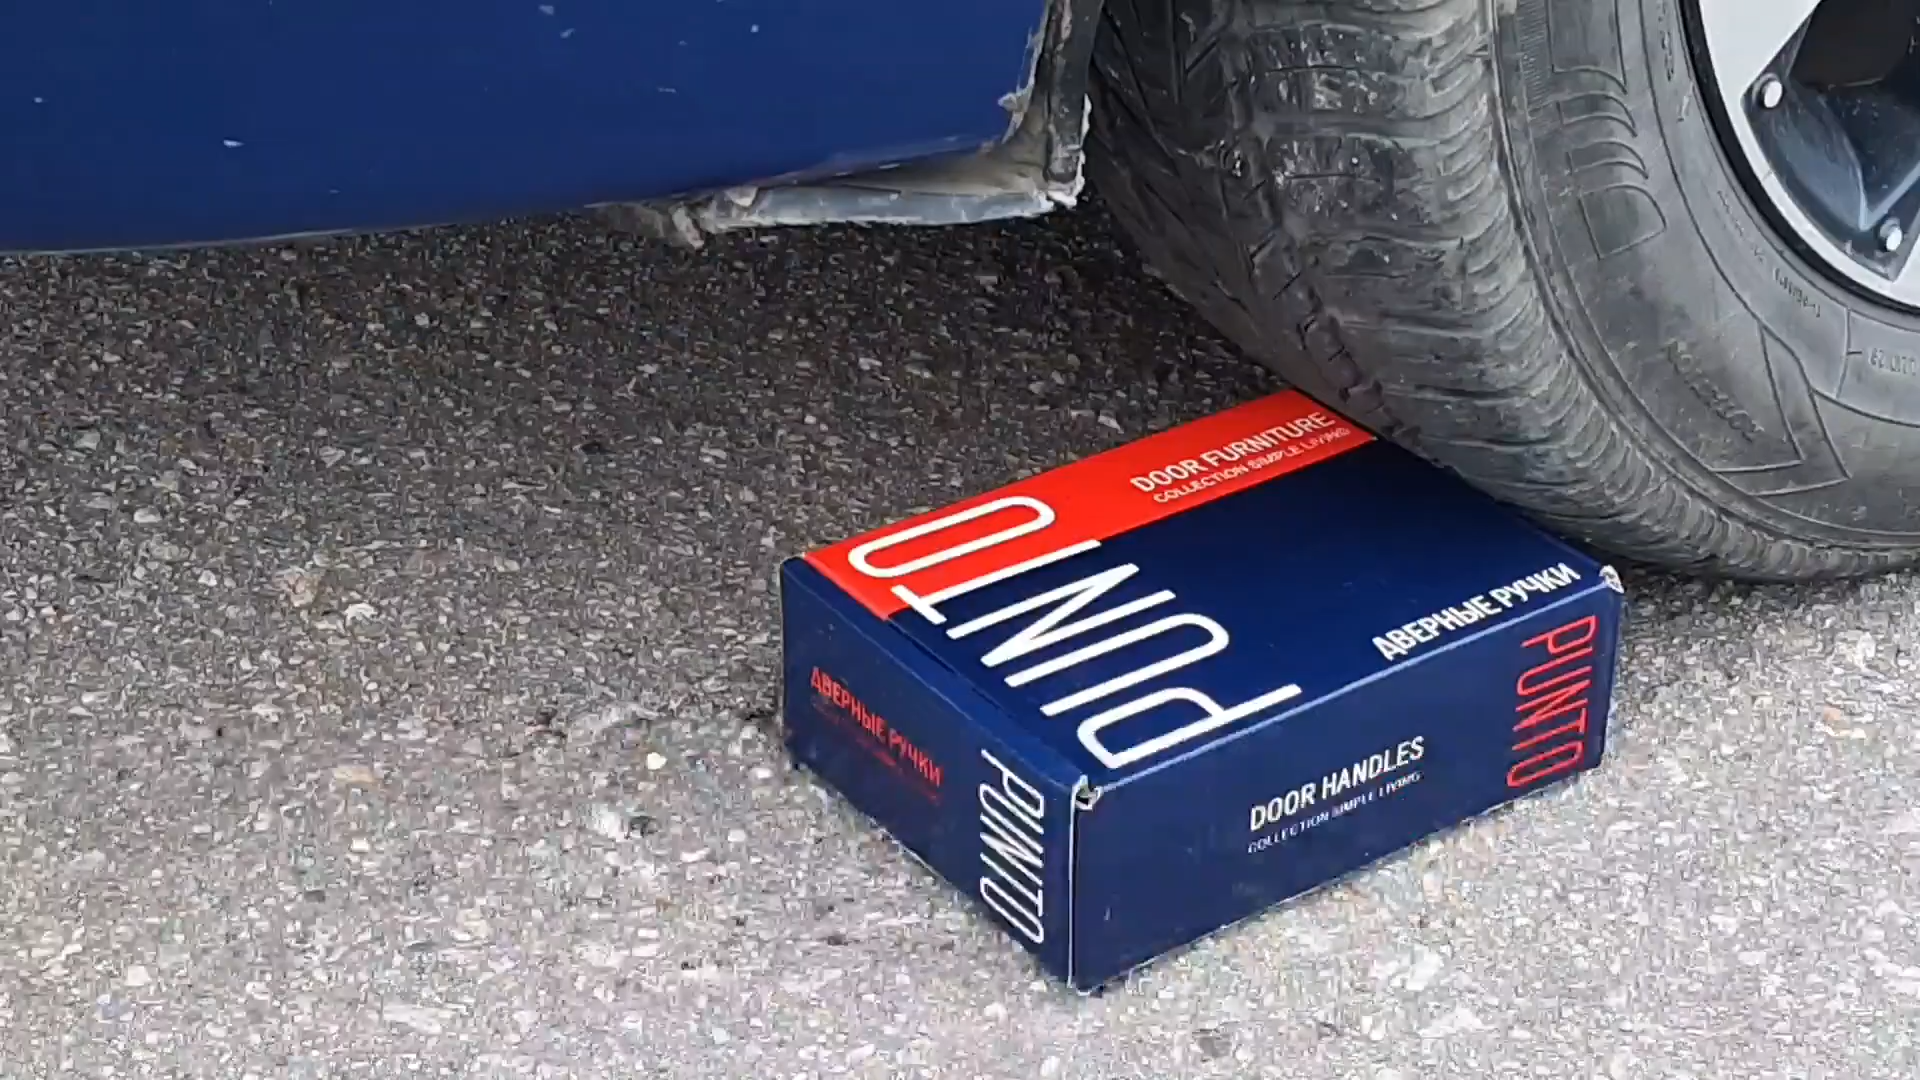 DOOR FURNITURE
COLLECTION SIMPLE LIVING
PUNTO
ДВЕРНЫЕ РУЧКИ
ДВЕРНЫЕ РУЧКИ
PUNTO
DOOR HANDLES
COLLECTION SIMPLE LIVING
PUNTO